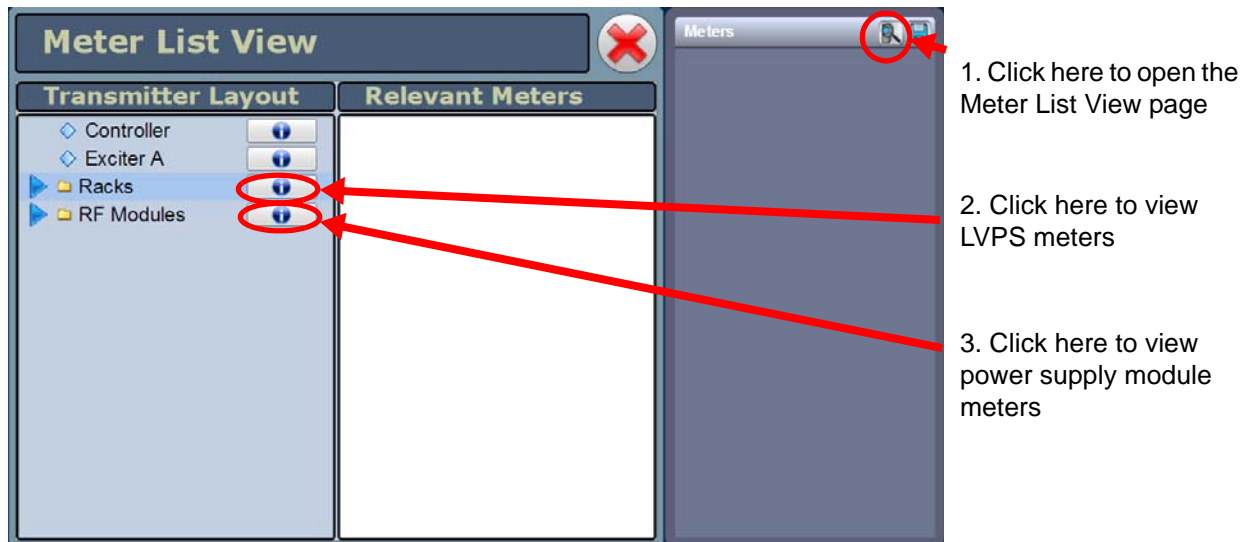 Meter List View
Meters
Transmitter Layout
Relevant Meters
Controller
Exciter A
Racks
RF Modules
1. Click here to open the
Meter List View page
2. Click here to view
LVPS meters
3. Click here to view
power supply module
meters